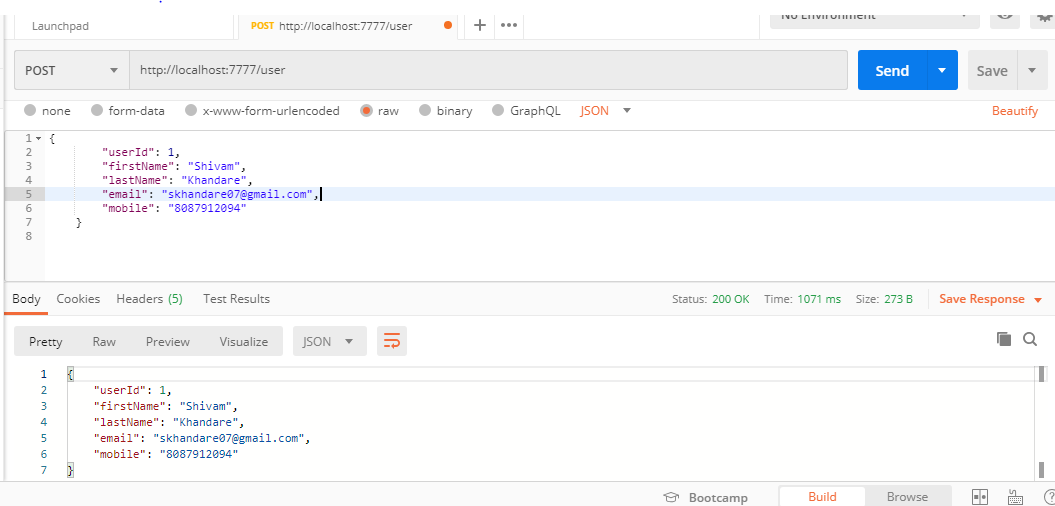 Launchpad
POST http://localhost:7777/user
+
•••
No Environment
POST
http://localhost:7777/user
Send
Save
none
form-data
x-www-form-urlencoded
raw
binary
GraphQL
JSON
Beautify
1 {
2 "userId": 1,
3 "firstName": "Shivam",
4 "lastName": "Khandare",
5 "email": "skhandare07@gmail.com",
6 "mobile": "8087912094"
7 }
8
Body Cookies Headers (5) Test Results
Status: 200 OK Time: 1071 ms Size: 273 B
Save Response
Pretty Raw Preview Visualize
JSON
1 {
2 "userId": 1,
3 "firstName": "Shivam",
4 "lastName": "Khandare",
5 "email": "skhandare07@gmail.com",
6 "mobile": "8087912094"
7 }
Bootcamp
Build
Browse
?